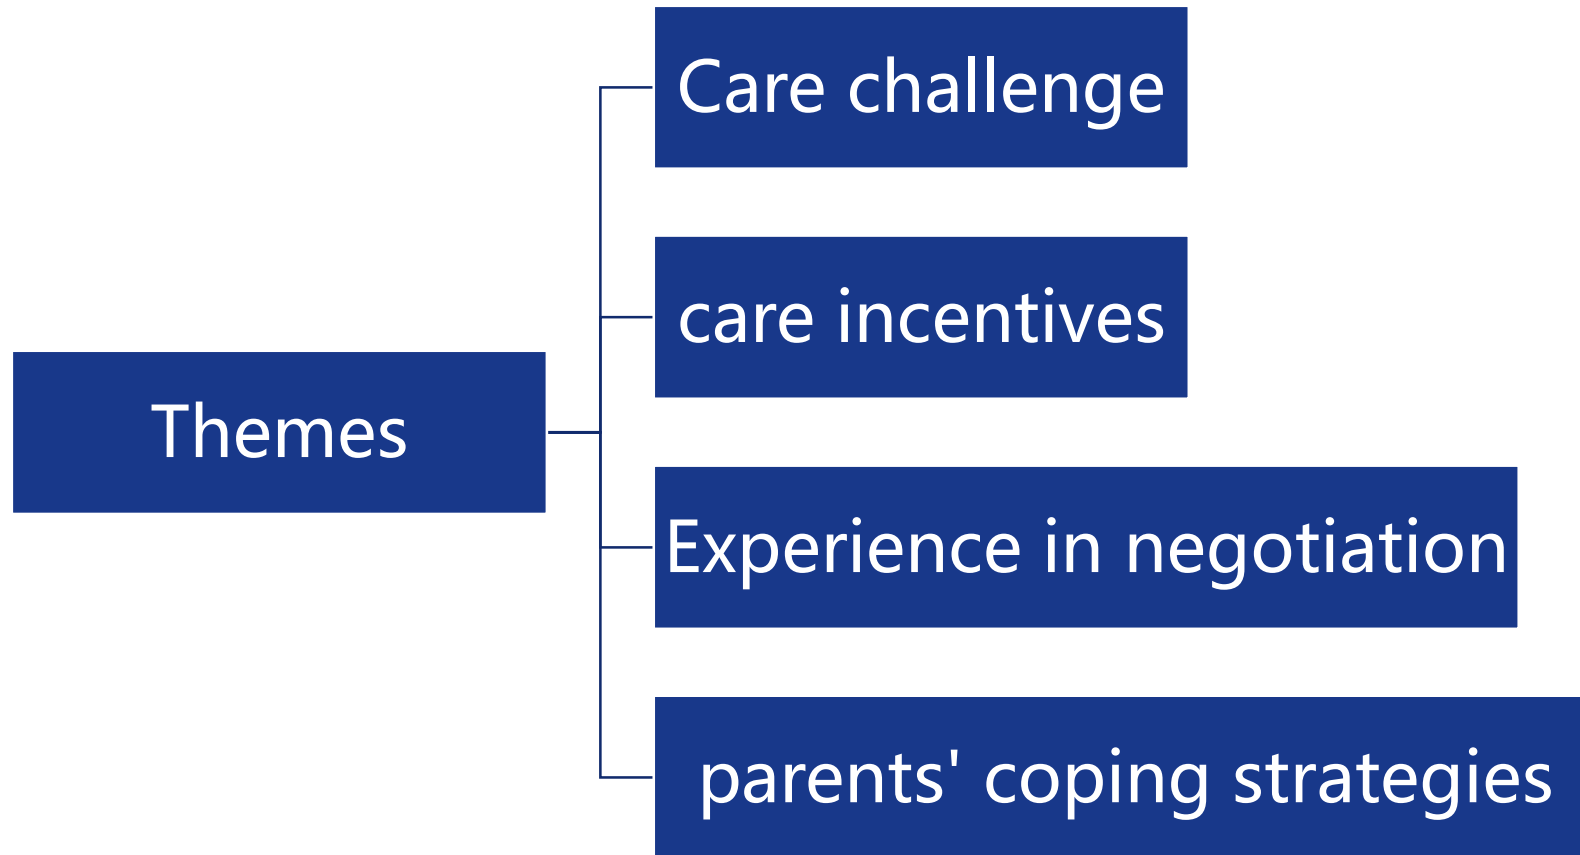 Care challenge
care incentives
Themes
Experience in negotiation
parents' coping strategies